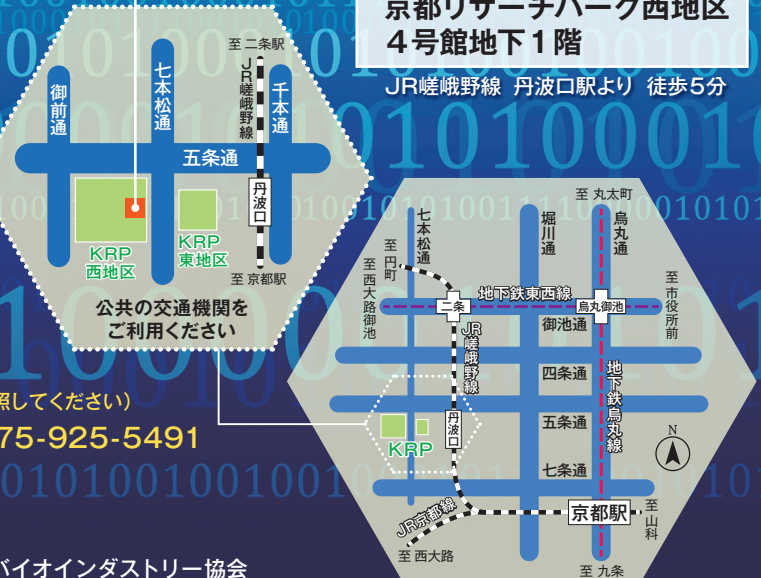 京都リサーチパーク西地区
4号館地下1階
JR嵯峨野線 丹波口駅より 徒歩5分
至 二条駅
JR嵯峨野線
御前通
七本松通
千本通
五条通
丹波口
KRP
西地区
KRP
東地区
至 京都駅
公共の交通機関を
ご利用ください
至 丸太町
七本松通
堀川通
烏丸通
至 円町
至 西大路御池
至 市役所前
地下鉄東西線
二条
烏丸御池
御池通
JR嵯峨野線
四条通
地下鉄烏丸線
丹波口
五条通
KRP
N
七条通
JR京都線
京都駅
至 山科
至 西大路
至 九条
照してください)
75-925-5491
バイオインダストリー協会